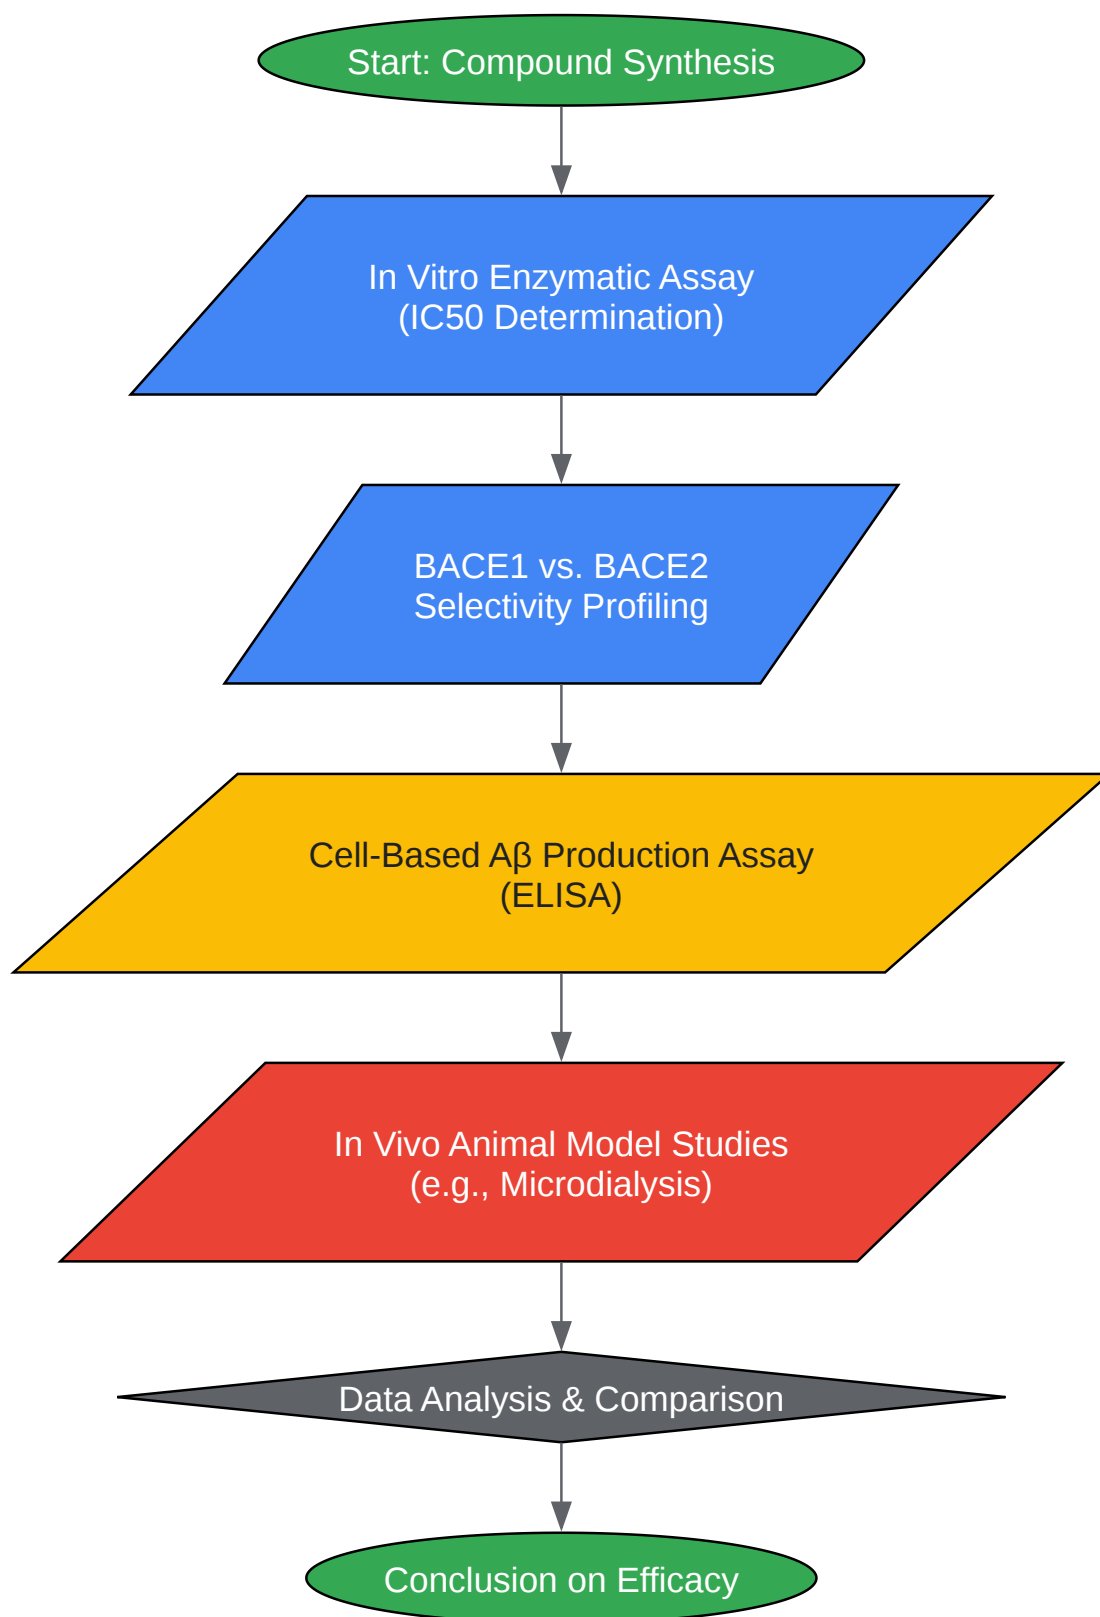 Start: Compound Synthesis
In Vitro Enzymatic Assay
(IC50 Determination)
BACE1 vs. BACE2
Selectivity Profiling
Cell-Based Aβ Production Assay
(ELISA)
In Vivo Animal Model Studies
(e.g., Microdialysis)
Data Analysis & Comparison
Conclusion on Efficacy